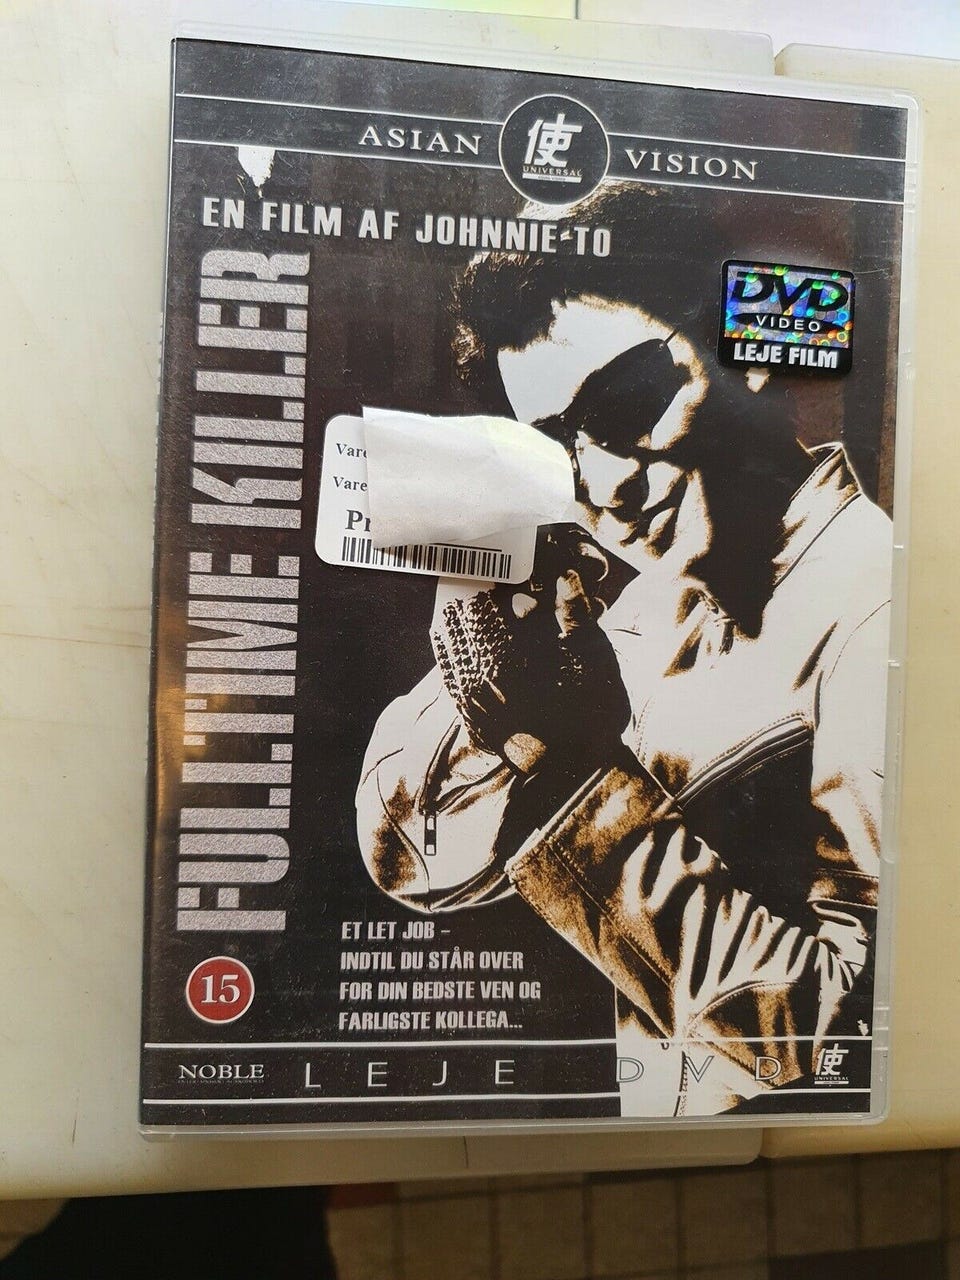 ASIAN
使
UNIVERSAL
VISION
EN FILM AF JOHNNIE TO
FULLTIME KILLER
DVD
VIDEO
LEJE FILM
Vare
Vare
Pr
ET LET JOB –
INDTIL DU STÅR OVER
FOR DIN BEDSTE VEN OG
FARLIGSTE KOLLEGA...
15
NOBLE
LEJE DVD
使
UNIVERSAL